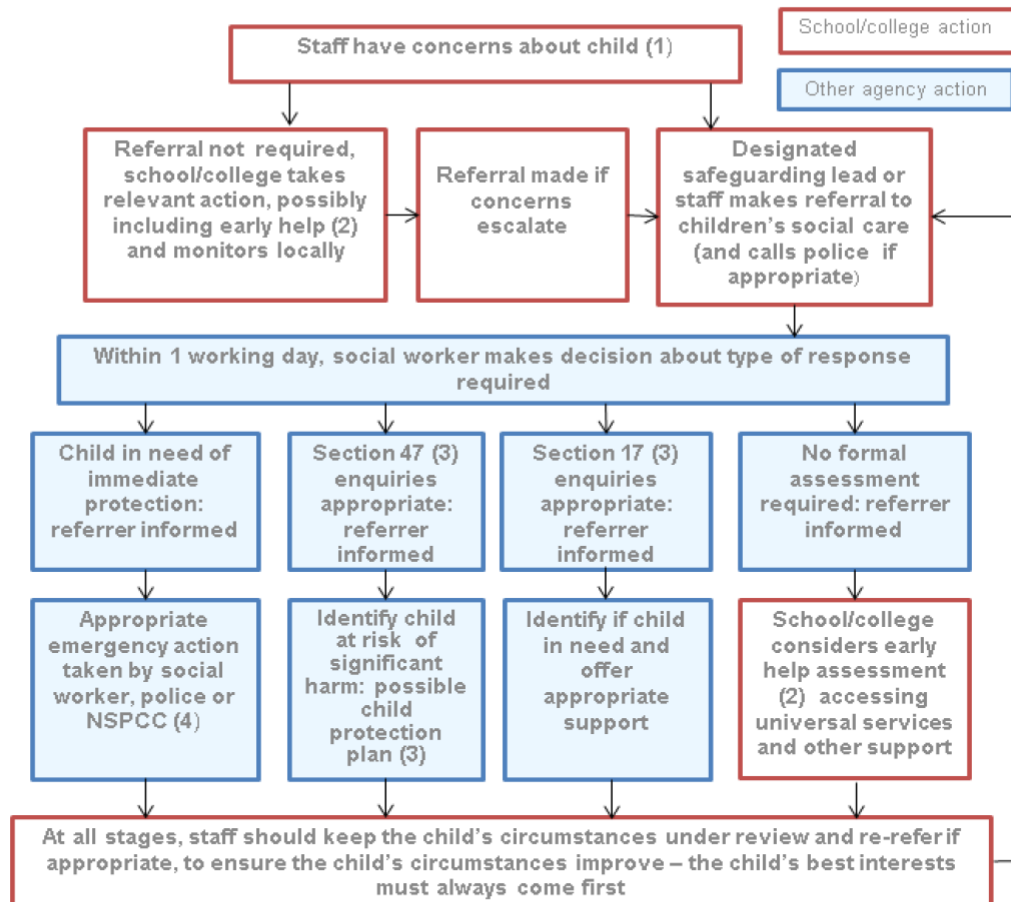 School/college action
Other agency action
Staff have concerns about child (1)
Referral not required,
school/college takes
relevant action, possibly
including early help (2)
and monitors locally
Referral made if
concerns
escalate
Designated
safeguarding lead or
staff makes referral to
children’s social care
(and calls police if
appropriate)
Within 1 working day, social worker makes decision about type of response
required
Child in need of
immediate
protection:
referrer informed
Section 47 (3)
enquiries
appropriate:
referrer
informed
Section 17 (3)
enquiries
appropriate:
referrer
informed
No formal
assessment
required: referrer
informed
Appropriate
emergency action
taken by social
worker, police or
NSPCC (4)
Identify child
at risk of
significant
harm: possible
child
protection
plan (3)
Identify if child
in need and
offer
appropriate
support
School/college
considers early
help assessment
(2) accessing
universal services
and other support
At all stages, staff should keep the child’s circumstances under review and re-refer if
appropriate, to ensure the child’s circumstances improve – the child’s best interests
must always come first